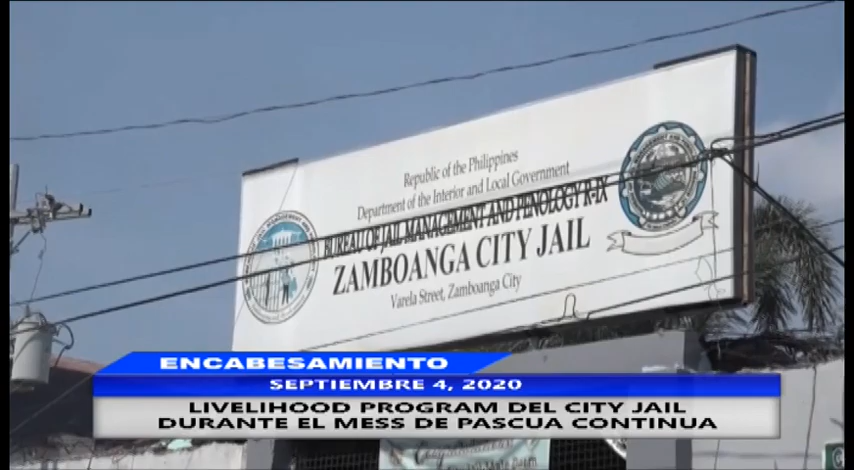 Republic of the Philippines
Department of the Interior and Local Government
BUREAU OF JAIL MANAGEMENT AND PENOLOGY R-IX
ZAMBOANGA CITY JAIL
Varela Street, Zamboanga City
ENCABESAMIENTO
SEPTIEMBRE 4, 2020
LIVELIHOOD PROGRAM DEL CITY JAIL
DURANTE EL MESS DE PASCUA CONTINUA